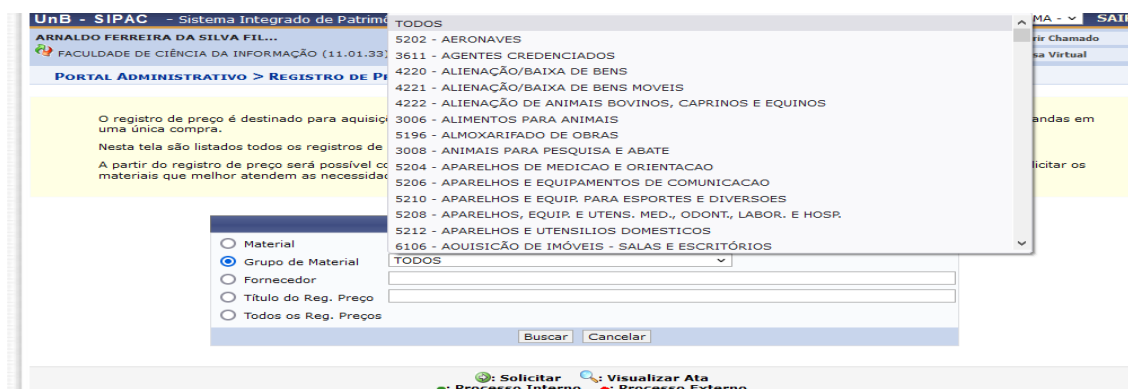 UnB - SIPAC - Sistema Integrado de Patrim
MA -
SAIR
ARNALDO FERREIRA DA SILVA FIL...
rir Chamado
FACULDADE DE CIÊNCIA DA INFORMAÇÃO (11.01.33)
sa Virtual
PORTAL ADMINISTRATIVO > REGISTRO DE
TODOS
5202 - AERONAVES
3611 - AGENTES CREDENCIADOS
4220 - ALIENAÇÃO/BAIXA DE BENS
4221 - ALIENAÇÃO/BAIXA DE BENS MOVEIS
4222 - ALIENAÇÃO DE ANIMAIS BOVINOS, CAPRINOS E EQUINOS
3006 - ALIMENTOS PARA ANIMAIS
5196 - ALMOXARIFADO DE OBRAS
3008 - ANIMAIS PARA PESQUISA E ABATE
5204 - APARELHOS DE MEDICAO E ORIENTACAO
5206 - APARELHOS E EQUIPAMENTOS DE COMUNICACAO
5210 - APARELHOS E EQUIP. PARA ESPORTES E DIVERSOES
5208 - APARELHOS, EQUIP. E UTENS. MED., ODONT., LABOR. E HOSP.
5212 - APARELHOS E UTENSILIOS DOMESTICOS
6106 - AQUISIÇÃO DE IMÓVEIS - SALAS E ESCRITÓRIOS
O registro de preço é destinado para aquisiç
andas em
uma única compra.
Nesta tela são listados todos os registros de
A partir do registro de preço será possível co
licitar os
materiais que melhor atendem as necessidad
Material
Grupo de Material TODOS
Fornecedor
Título do Reg. Preço
Todos os Reg. Preços
Buscar Cancelar
: Solicitar : Visualizar Ata
: Processo Interno : Processo Externo